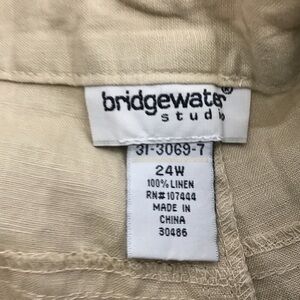 bridgewater®
studio
31-3069-7
24W
100% LINEN
RN#107444
MADE IN
CHINA
30486